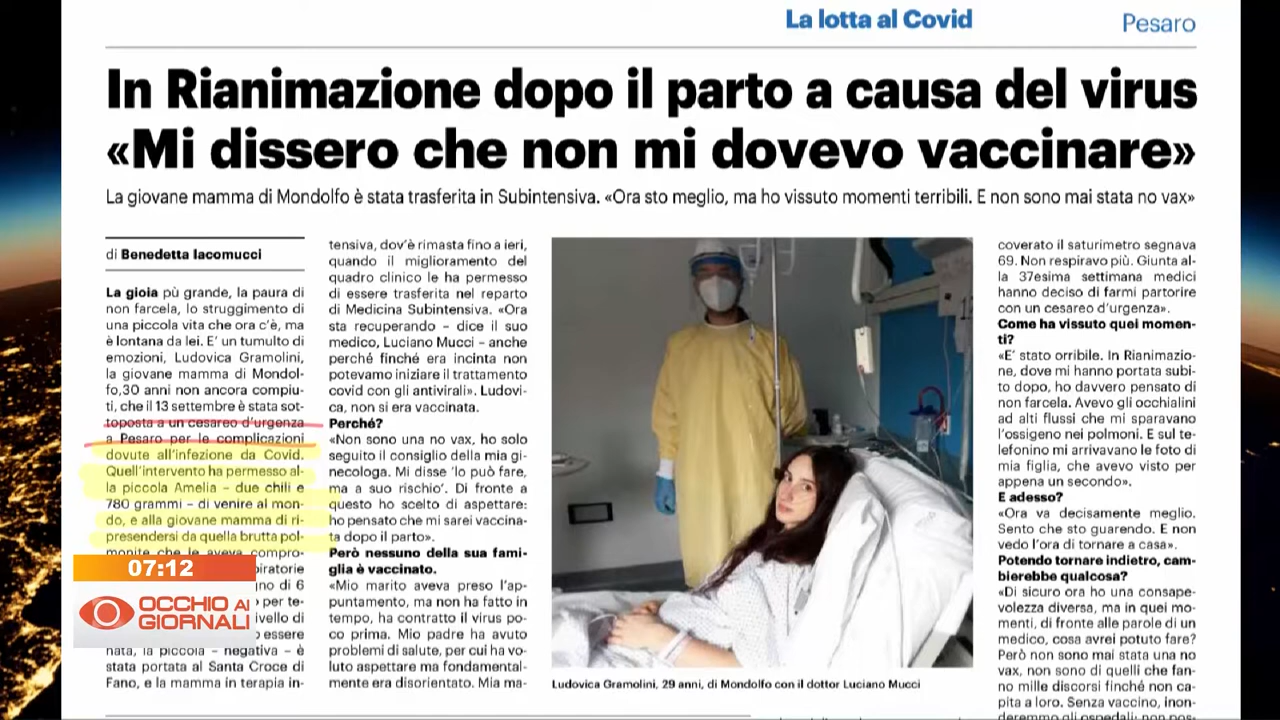 La lotta al Covid
Pesaro
In Rianimazione dopo il parto a causa del virus
«Mi dissero che non mi dovevo vaccinare»
La giovane mamma di Mondolfo è stata trasferita in Subintensiva. «Ora sto meglio, ma ho vissuto momenti terribili. E non sono mai stata no vax»
di Benedetta Iacomucci
La gioia pù grande, la paura di
non farcela, lo struggimento di
una piccola vita che ora c'è, ma
è lontana da lei. E' un tumulto di
emozioni, Ludovica Gramolini,
la giovane mamma di Mondol-
fo,30 anni non ancora compiu-
ti, che il 13 settembre è stata sot-
toposta a un cesareo d'urgenza
a Pesaro per le complicazioni
dovute all'infezione da Covid.
Quell'intervento ha permesso al-
la piccola Amelia – due chili e
780 grammi – di venire al mon-
do, e alla giovane mamma di ri-
presendersi da quella brutta pol-
monite che le aveva compro-
piratorie
gno di 6
per te-
ivello di
essere
nata, la piccola – negativa – è
stata portata al Santa Croce di
Fano, e la mamma in terapia in-
07:12
OCCHIO AI
GIORNALI
tensiva, dov'è rimasta fino a ieri,
quando il miglioramento del
quadro clinico le ha permesso
di essere trasferita nel reparto
di Medicina Subintensiva. «Ora
sta recuperando – dice il suo
medico, Luciano Mucci – anche
perché finché era incinta non
potevamo iniziare il trattamento
covid con gli antivirali». Ludovi-
ca, non si era vaccinata.
Perché?
«Non sono una no vax, ho solo
seguito il consiglio della mia gi-
necologa. Mi disse 'lo può fare,
ma a suo rischio'. Di fronte a
questo ho scelto di aspettare:
ho pensato che mi sarei vaccina-
ta dopo il parto».
Però nessuno della sua fami-
glia è vaccinato.
«Mio marito aveva preso l'ap-
puntamento, ma non ha fatto in
tempo, ha contratto il virus po-
co prima. Mio padre ha avuto
problemi di salute, per cui ha vo-
luto aspettare ma fondamental-
mente era disorientato. Mia ma-
Ludovica Gramolini, 29 anni, di Mondolfo con il dottor Luciano Mucci
coverato il saturimetro segnava
69. Non respiravo più. Giunta al-
la 37esima settimana medici
hanno deciso di farmi partorire
con un cesareo d'urgenza».
Come ha vissuto quei momen-
ti?
«E' stato orribile. In Rianimazio-
ne, dove mi hanno portata subi-
to dopo, ho davvero pensato di
non farcela. Avevo gli occhialini
ad alti flussi che mi sparavano
l'ossigeno nei polmoni. E sul te-
lefonino mi arrivavano le foto di
mia figlia, che avevo visto per
appena un secondo».
E adesso?
«Ora va decisamente meglio.
Sento che sto guarendo. E non
vedo l'ora di tornare a casa».
Potendo tornare indietro, cam-
bierebbe qualcosa?
«Di sicuro ora ho una consape-
volezza diversa, ma in quei mo-
menti, di fronte alle parole di un
medico, cosa avrei potuto fare?
Però non sono mai stata una no
vax, non sono di quelli che fan-
no mille discorsi finché non ca-
pita a loro. Senza vaccino, inon-
deremmo gli ospedali: non pos-